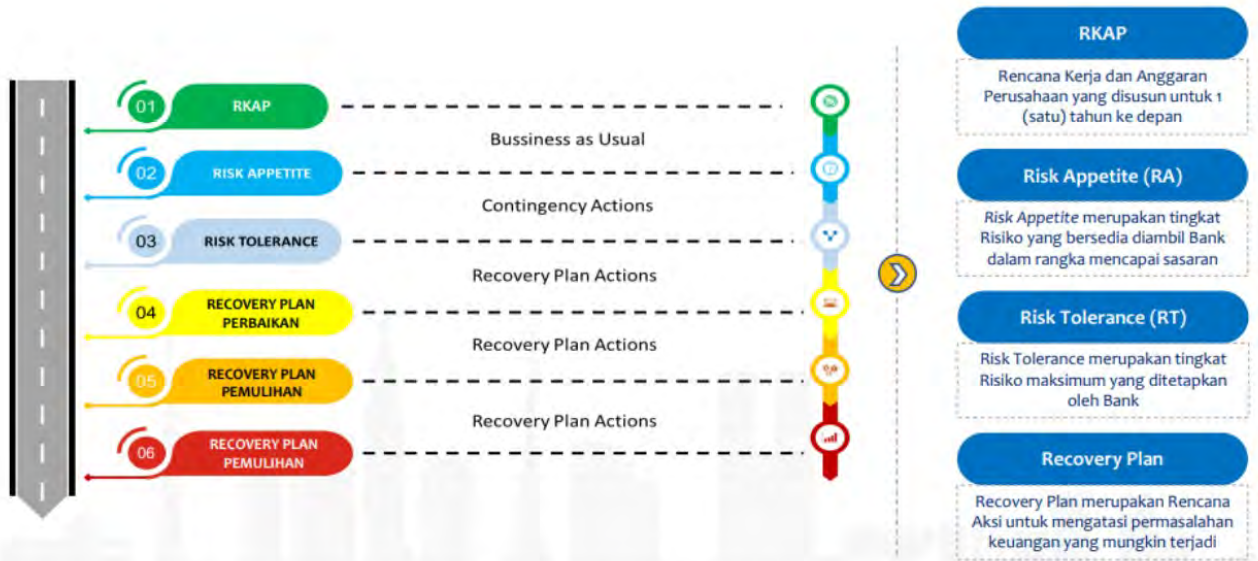 01
RKAP
Bussiness as Usual
02
RISK APPETITE
Contingency Actions
03
RISK TOLERANCE
Recovery Plan Actions
04
RECOVERY PLAN
PERBAIKAN
Recovery Plan Actions
05
RECOVERY PLAN
PEMULIHAN
Recovery Plan Actions
06
RECOVERY PLAN
PEMULIHAN
RKAP
Rencana Kerja dan Anggaran
Perusahaan yang disusun untuk 1
(satu) tahun ke depan
Risk Appetite (RA)
Risk Appetite merupakan tingkat
Risiko yang bersedia diambil Bank
dalam rangka mencapai sasaran
Risk Tolerance (RT)
Risk Tolerance merupakan tingkat
Risiko maksimum yang ditetapkan
oleh Bank
Recovery Plan
Recovery Plan merupakan Rencana
Aksi untuk mengatasi permasalahan
keuangan yang mungkin terjadi